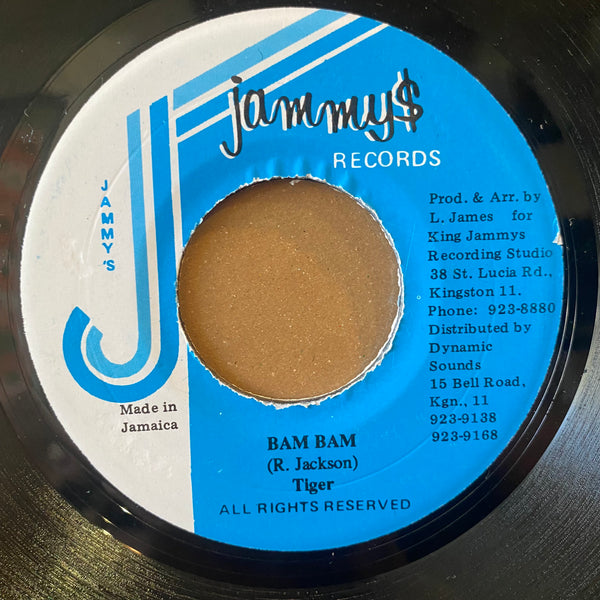 jammy$
RECORDS
JAMMY'S
Prod. & Arr. by
L. James for
King Jammys
Recording Studio
38 St. Lucia Rd.,
Kingston 11.
Phone: 923-8880
Distributed by
Dynamic
Sounds
15 Bell Road,
Kgn., 11
923-9138
923-9168
Made in
Jamaica
BAM BAM
(R. Jackson)
Tiger
ALL RIGHTS RESERVED